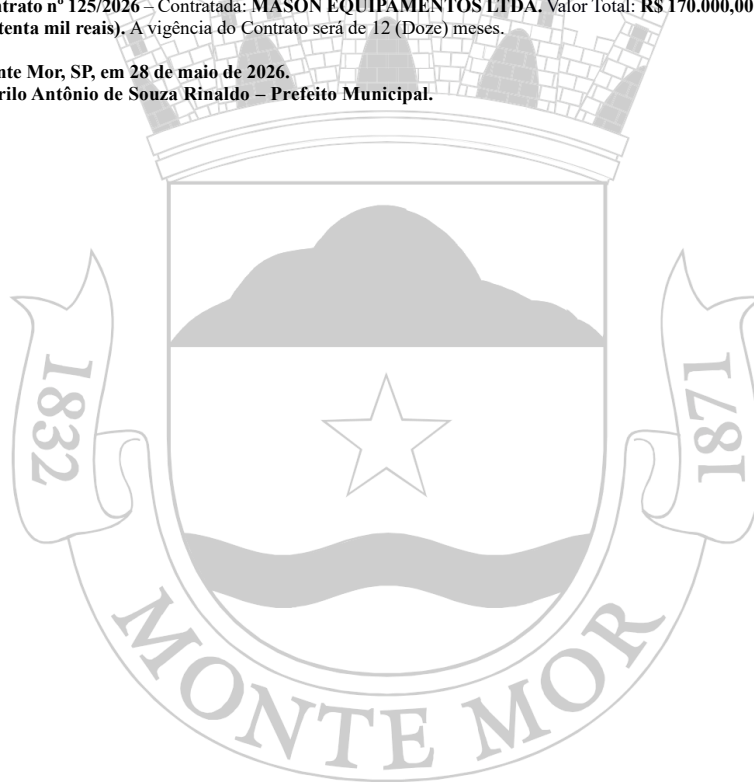 ntrato nº 125/2026 – Contratada: MASON EQUIPAMENTOS LTDA. Valor Total: R$ 170.000,00
tenta mil reais). A vigência do Contrato será de 12 (Doze) meses.
nte Mor, SP, em 28 de maio de 2026.
rilo Antônio de Souza Rinaldo – Prefeito Municipal.
1832
1871
MONTE MOR